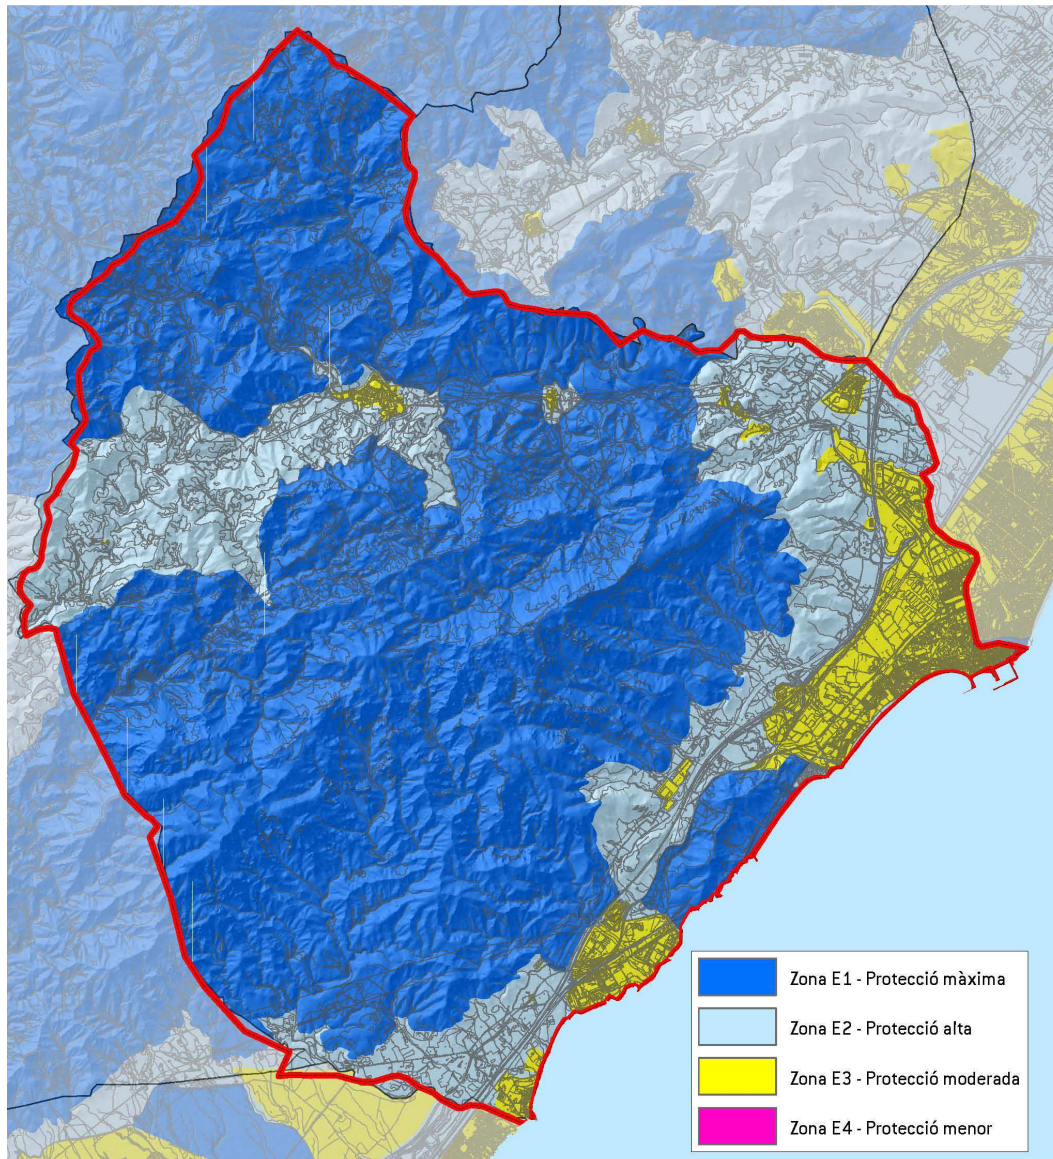 Zona E1 - Protecció màxima
Zona E2 - Protecció alta
Zona E3 - Protecció moderada
Zona E4 - Protecció menor